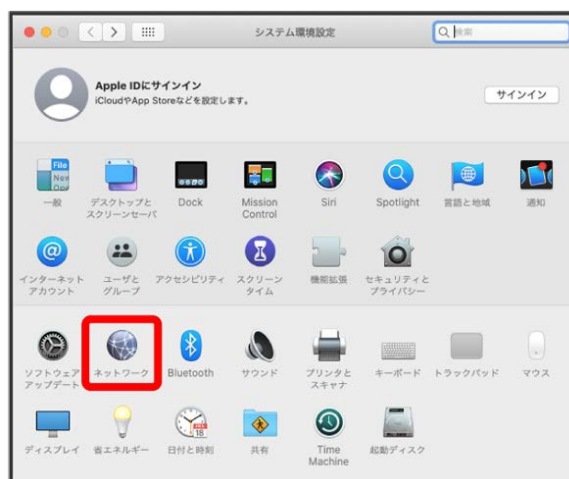 システム環境設定
検索
Apple IDにサインイン
iCloudやApp Storeなどを設定します。
サインイン
File
New
一般
デスクトップと
スクリーンセーバ
Dock
Mission
Control
Siri
Spotlight
言語と地域
通知
インターネット
アカウント
ユーザと
グループ
アクセシビリティ
スクリーン
タイム
機能拡張
セキュリティと
プライバシー
ソフトウェア
アップデート
ネットワーク
Bluetooth
サウンド
プリンタと
スキャナ
キーボード
トラックパッド
マウス
ディスプレイ
省エネルギー
18
日付と時刻
共有
Time
Machine
起動ディスク